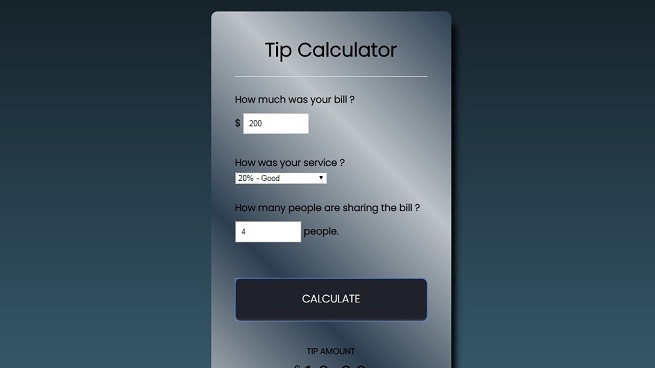 Tip Calculator
How much was your bill ?
$ 200
How was your service ?
20% - Good
How many people are sharing the bill ?
4 people.
CALCULATE
TIP AMOUNT